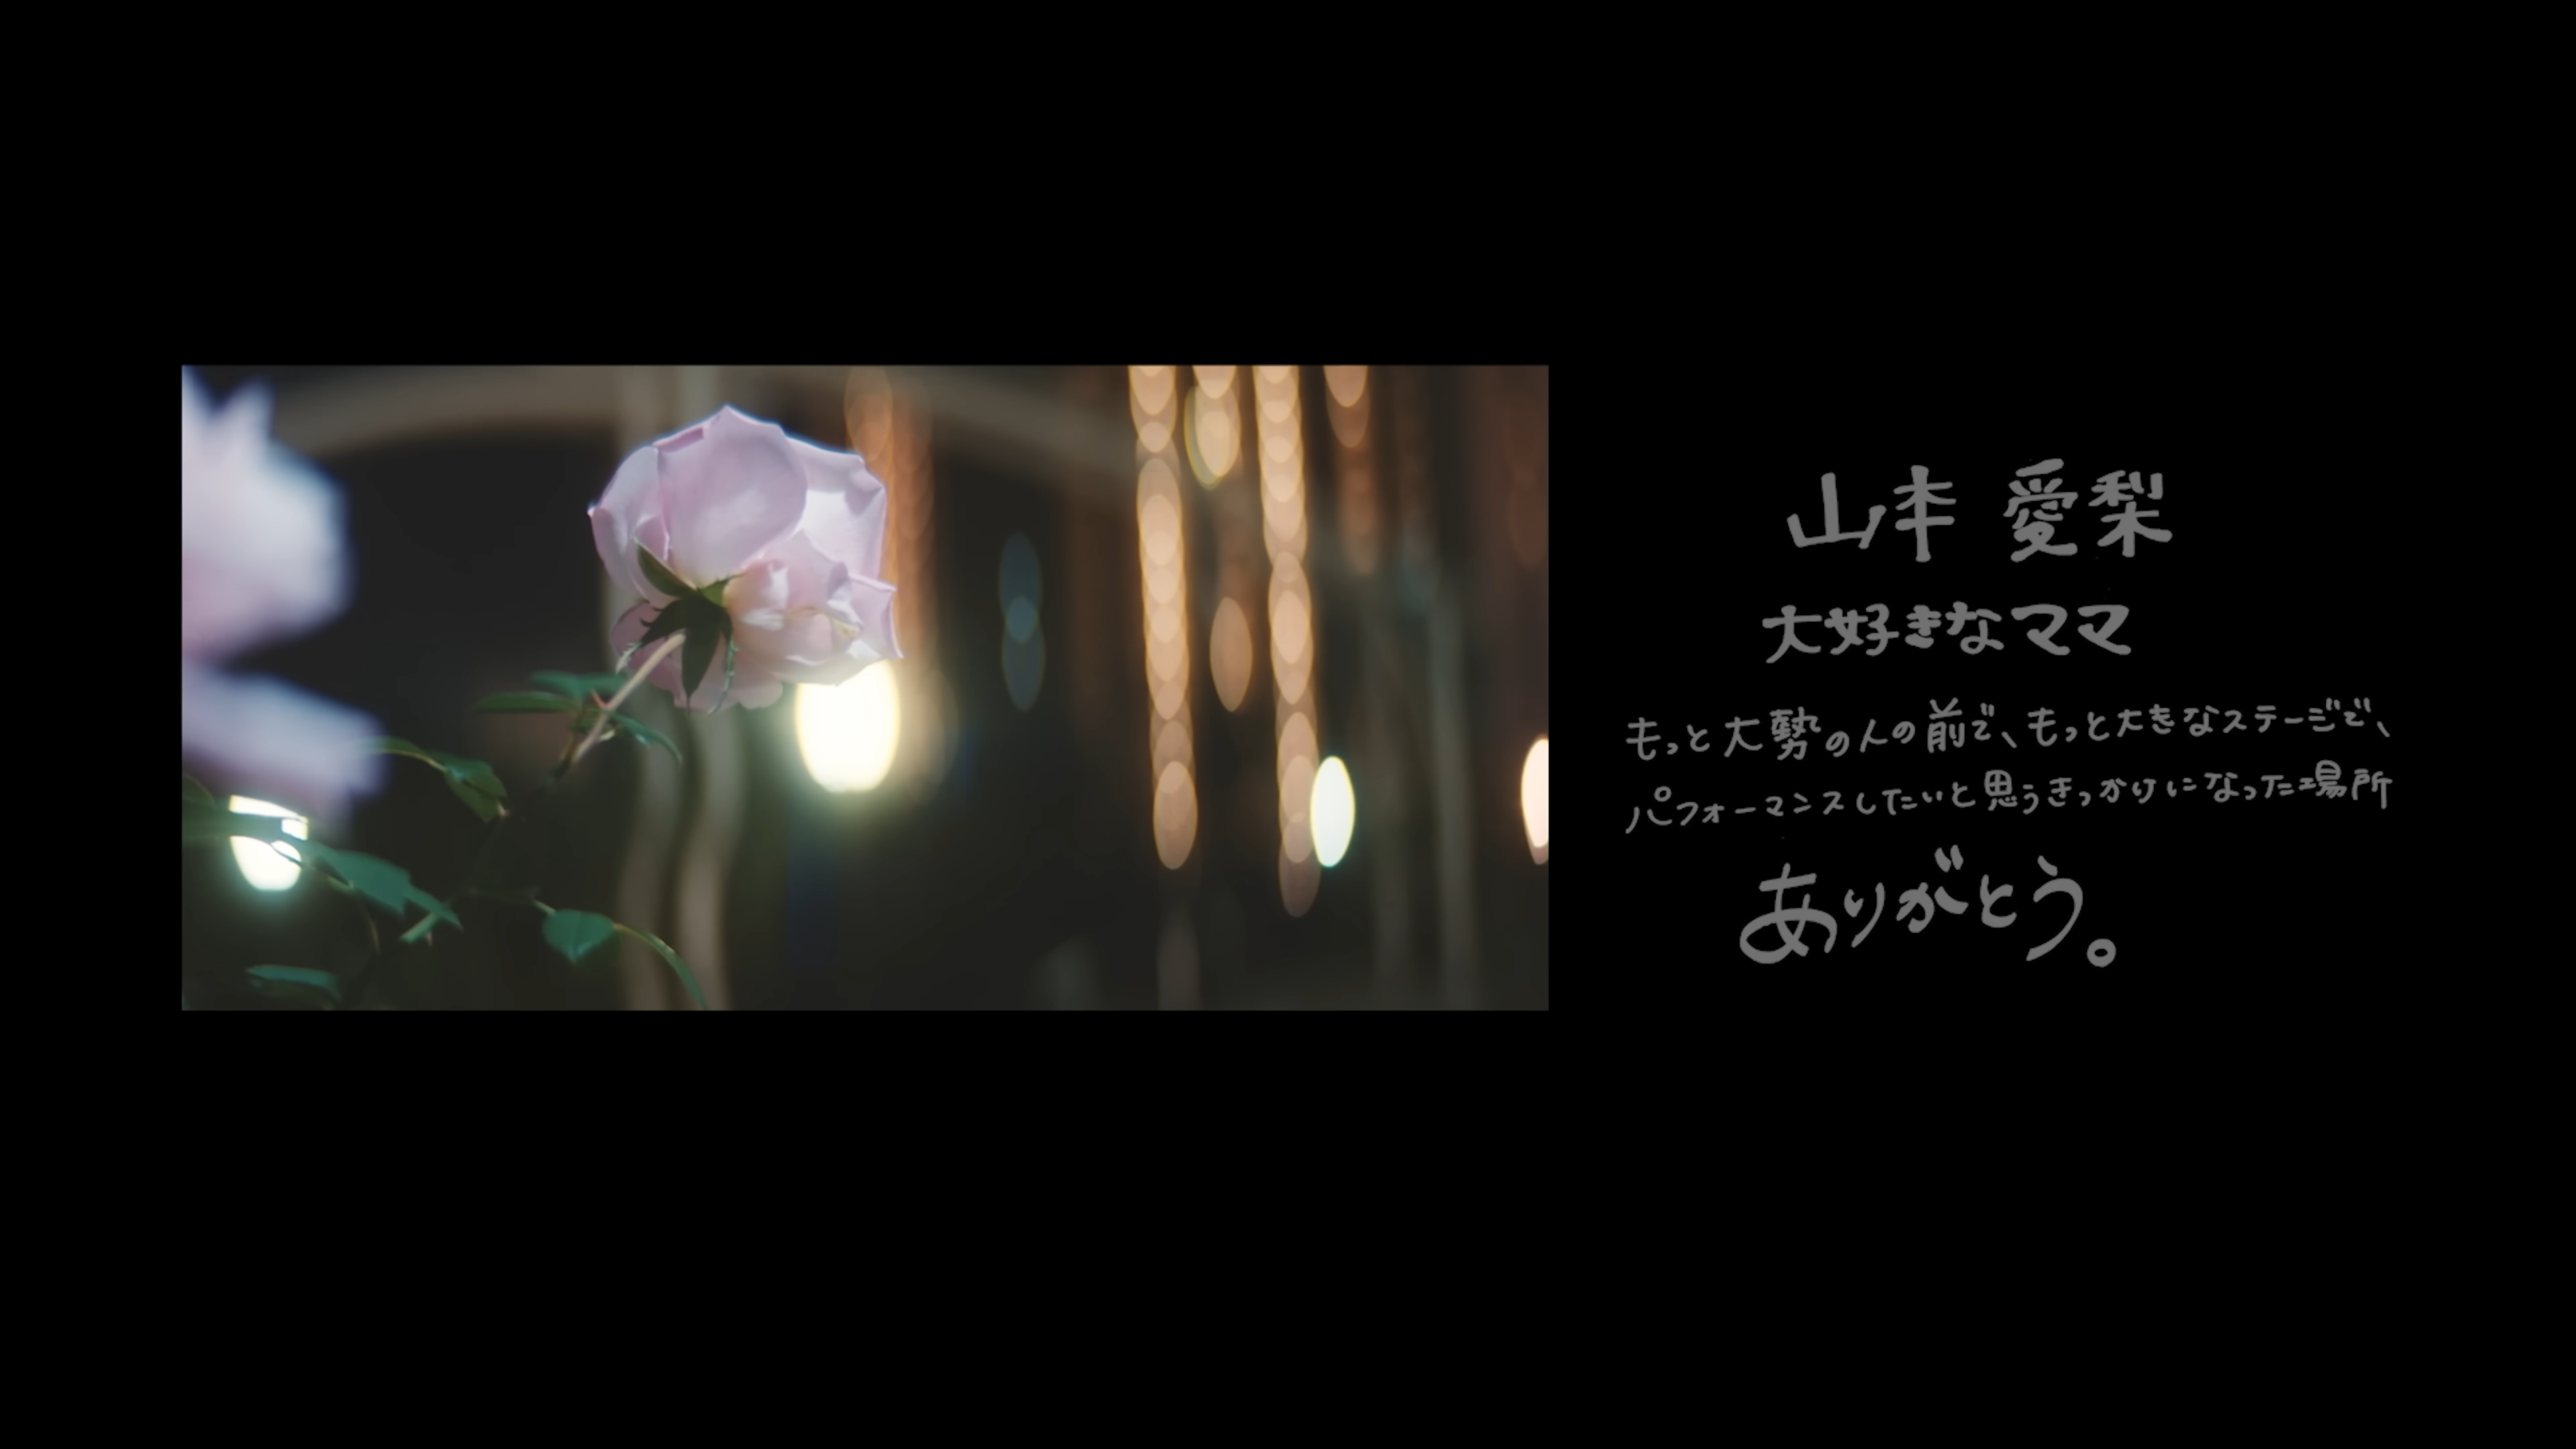 山本 愛梨
大好きなママ
もっと大勢の人の前で、もっと大きなステージで、
パフォーマンスしたいと思うきっかけになった場所
ありがとう。